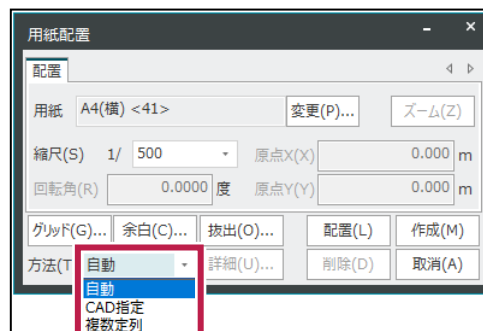 用紙配置
配置
用紙 A4(横) <41> 変更(P)... ズーム(Z)
縮尺(S) 1/ 500 原点X(X) 0.000 m
回転角(R) 0.0000 度 原点Y(Y) 0.000 m
グリッド(G)... 余白(C)... 抜出(O)... 配置(L) 作成(M)
方法(T 自動 詳細(U)... 削除(D) 取消(A)
自動
CAD指定
複数定列